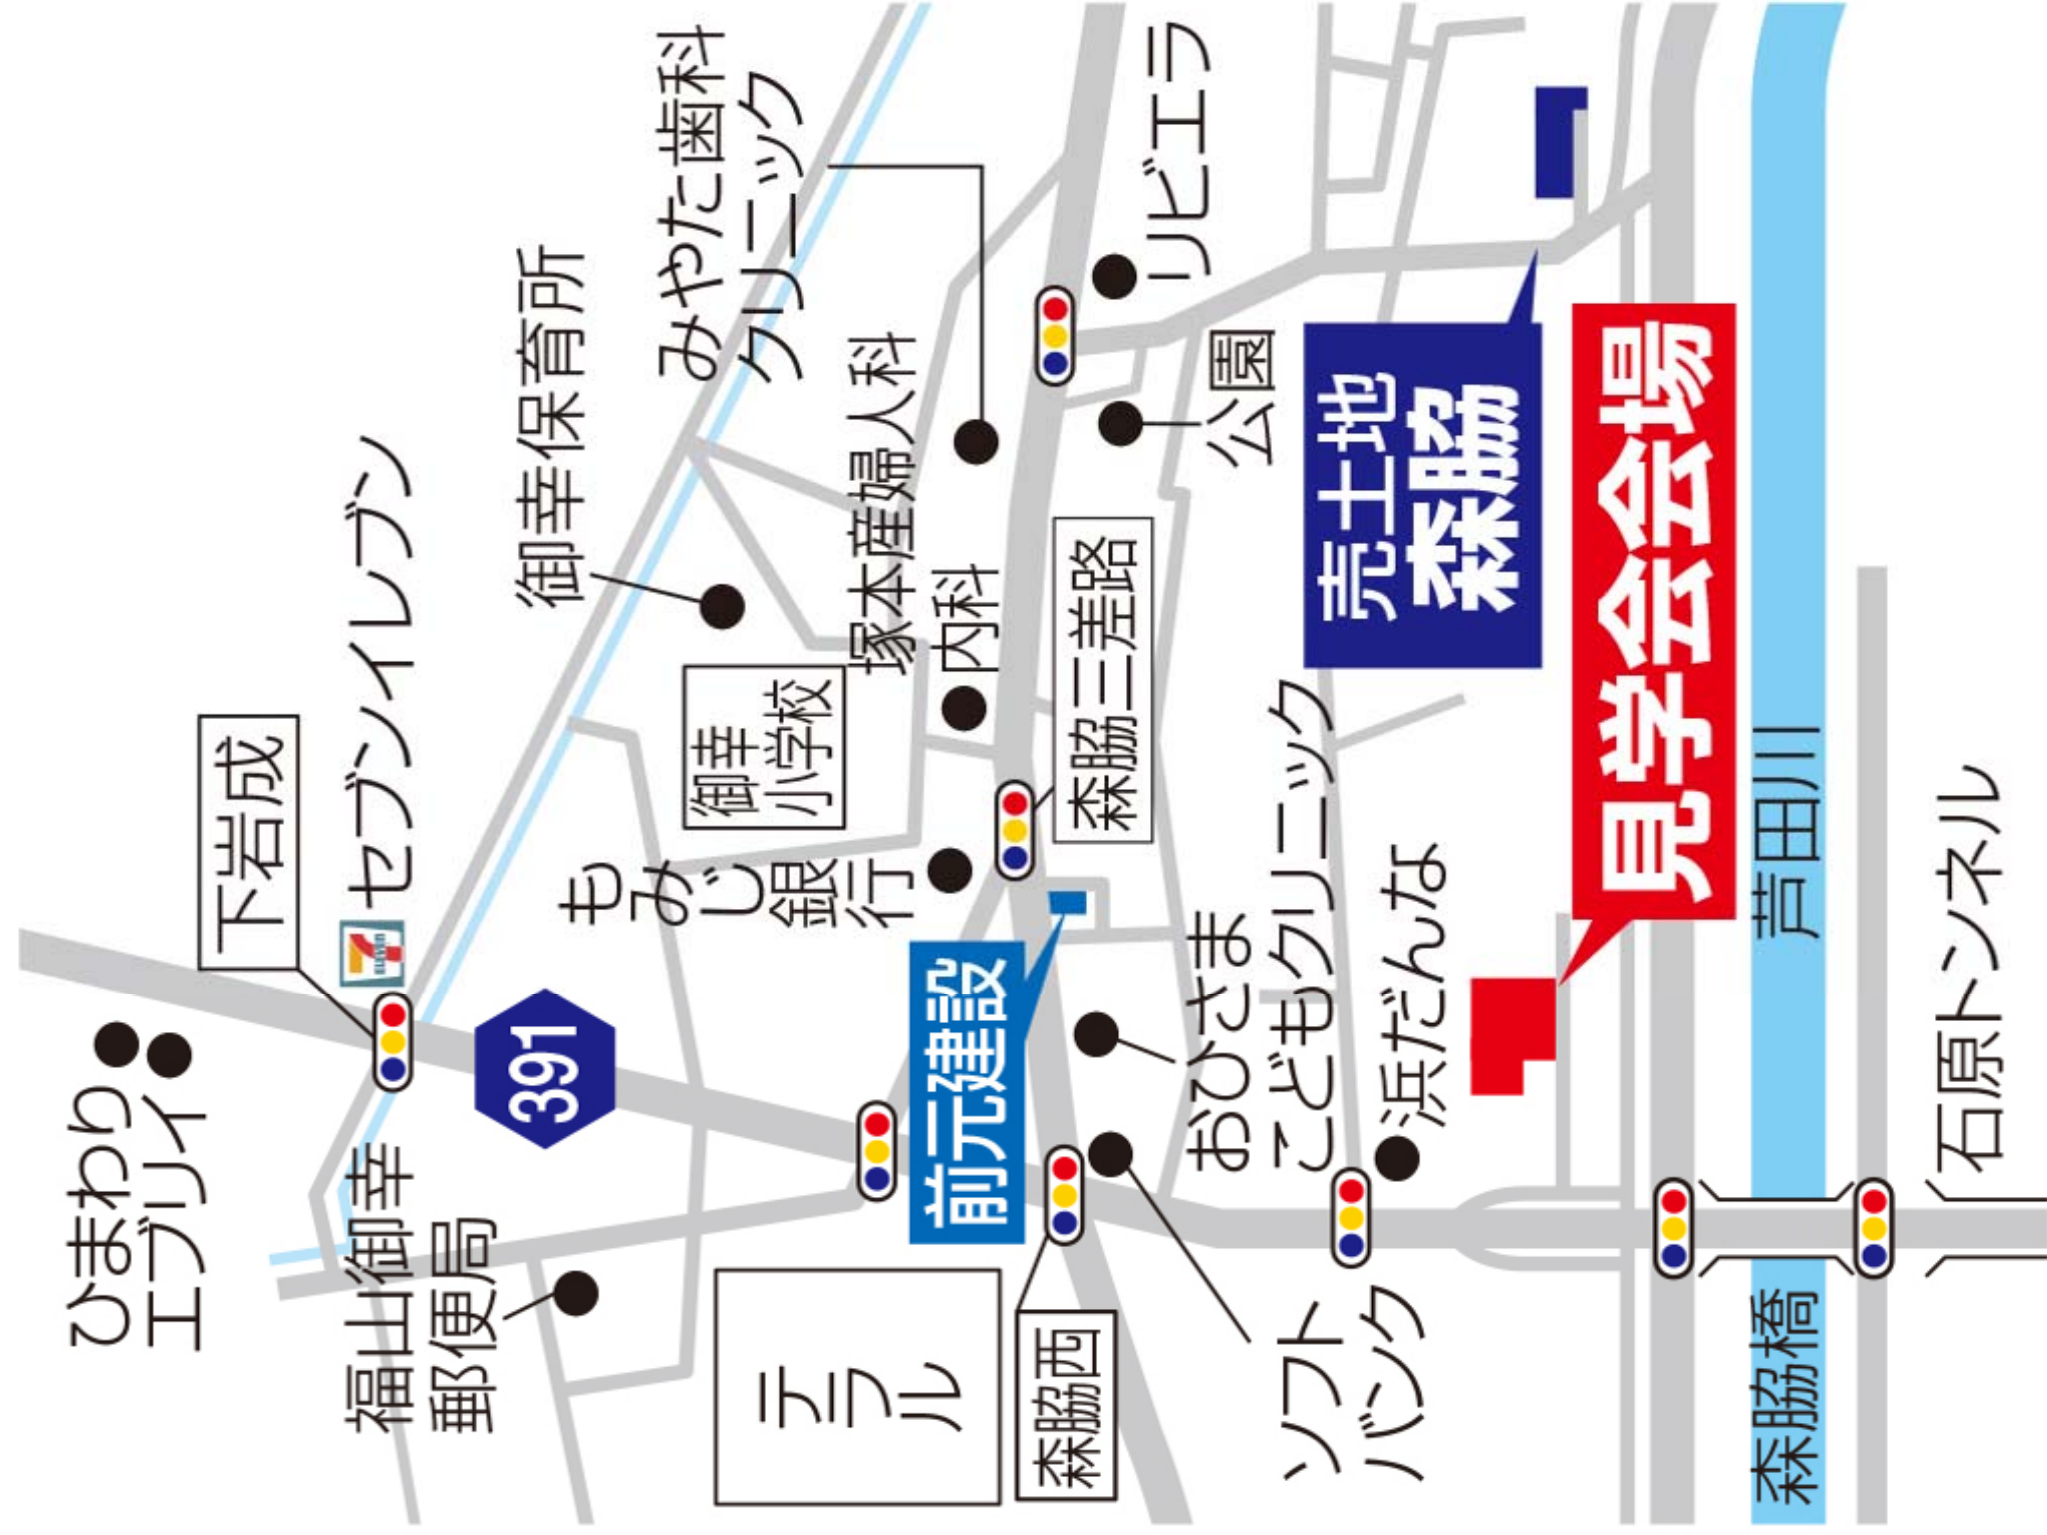 ひまわり
エブリイ
下岩成
セブンイレブン
福山御幸
郵便局
391
御幸保育所
みやた歯科
クリニック
御幸
小学校
塚本産婦人科
内科
もみじ銀
行
前元建設
テラル
森脇西
森脇三差路
リビエラ
公園
おひさま
こどもクリニック
ソフト
バンク
浜だんな
売土地
森脇
見学会会場
芦田川
森脇橋
石原トンネル